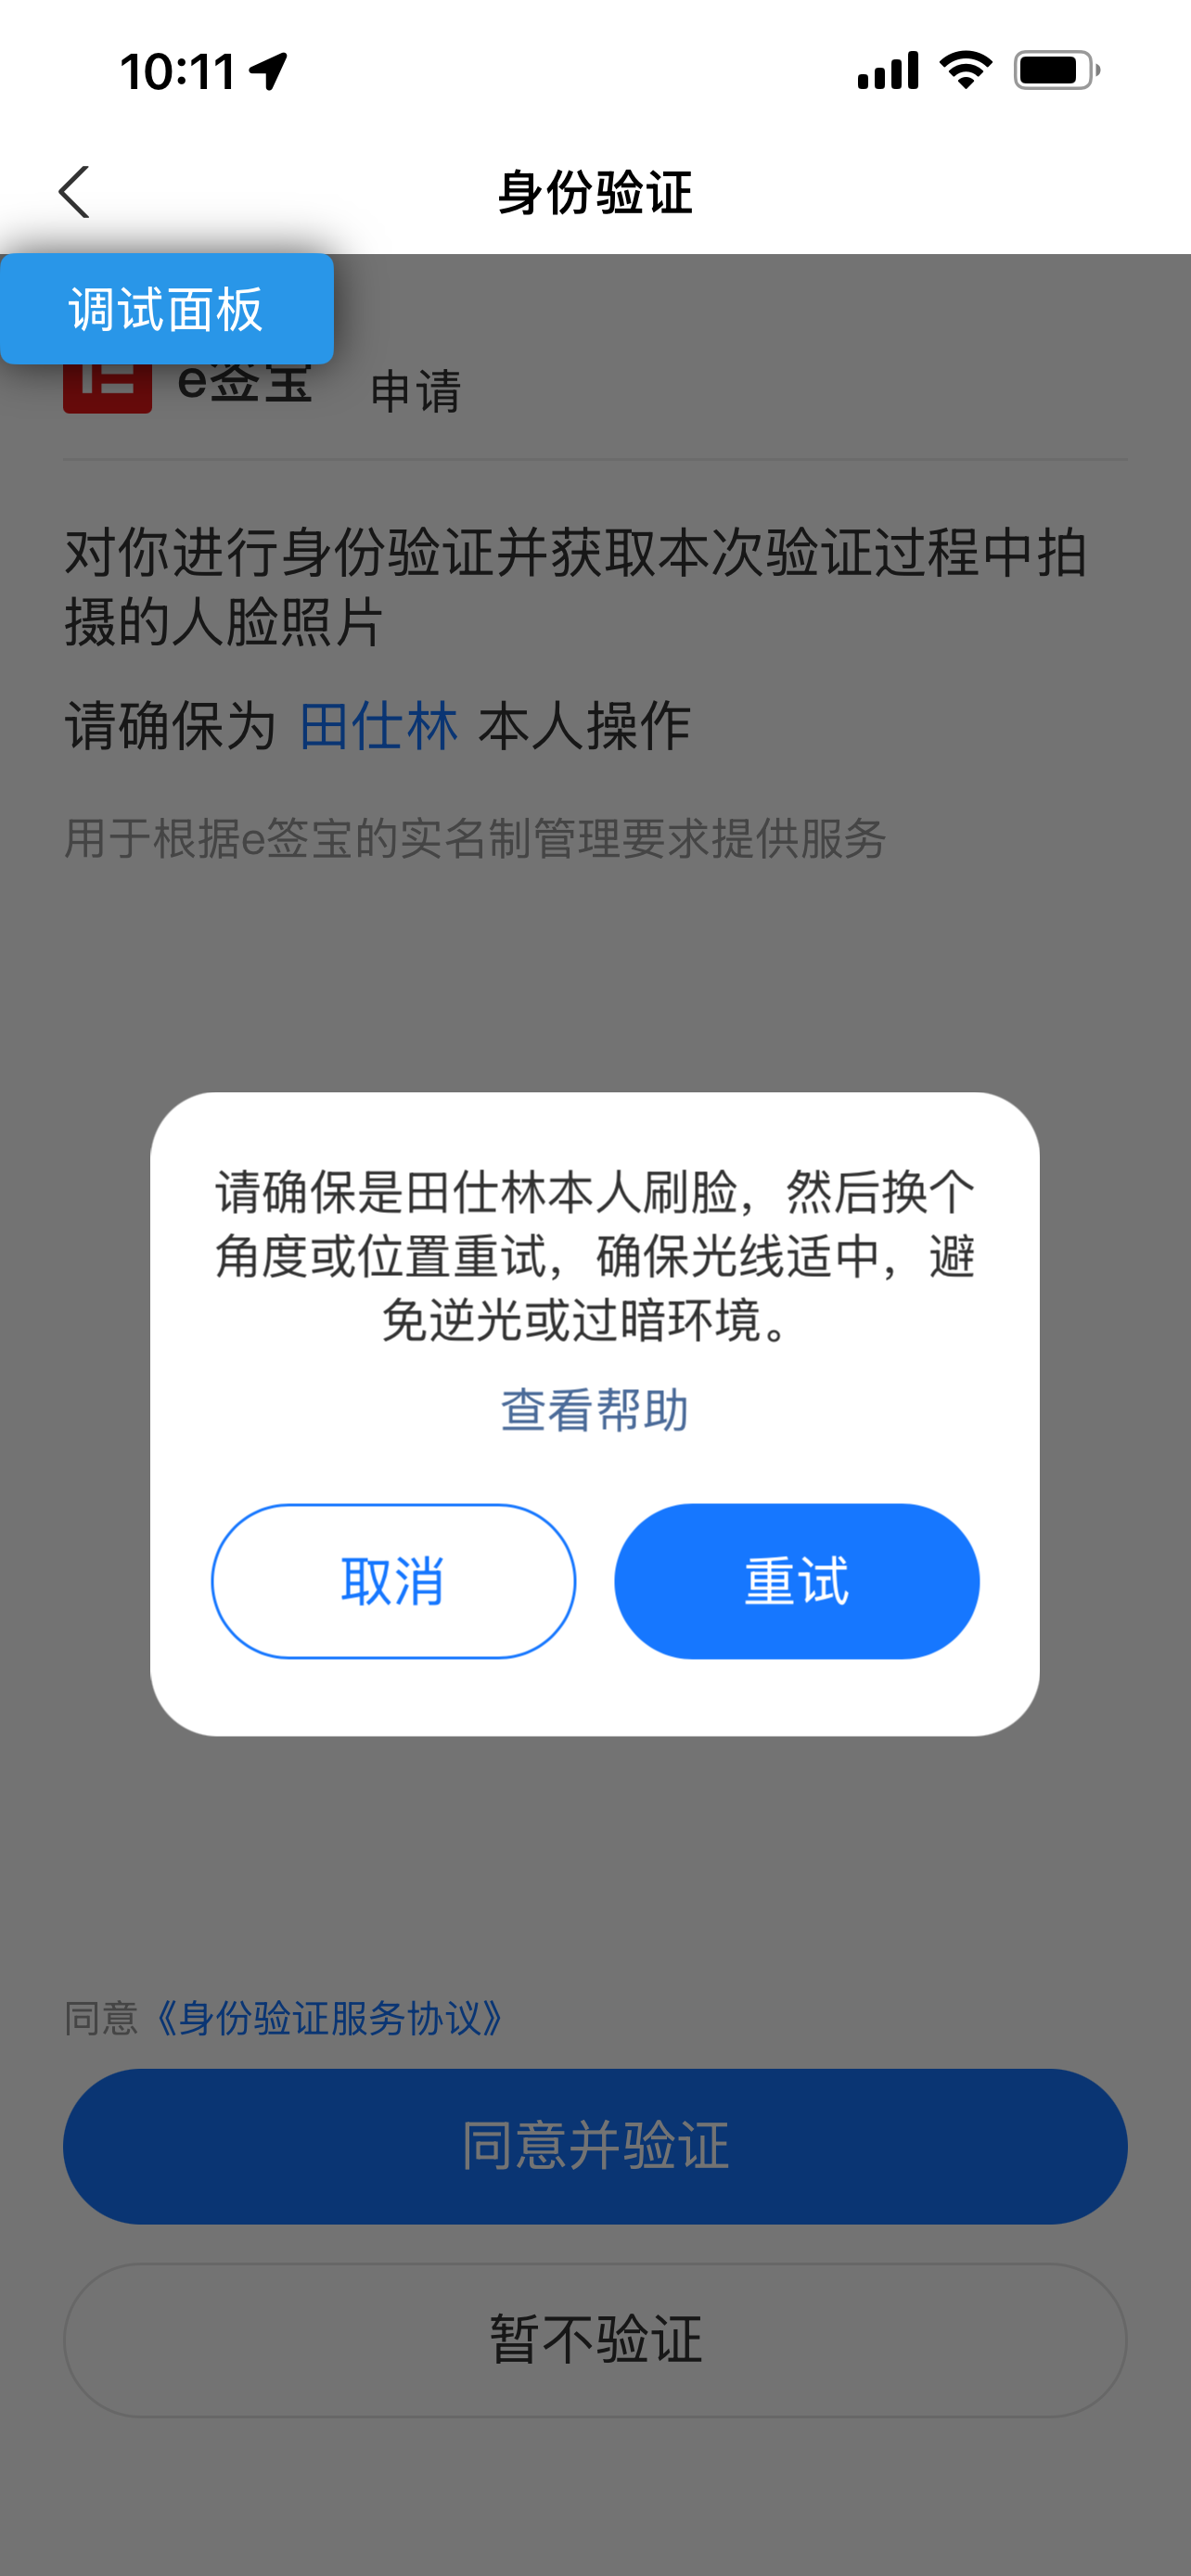 10:11
身份验证
调试面板
e签宝 申请
对你进行身份验证并获取本次验证过程中拍
摄的人脸照片
请确保为 田仕林 本人操作
用于根据e签宝的实名制管理要求提供服务
请确保是田仕林本人刷脸，然后换个
角度或位置重试，确保光线适中，避
免逆光或过暗环境。
查看帮助
取消 重试
同意《身份验证服务协议》
同意并验证
暂不验证